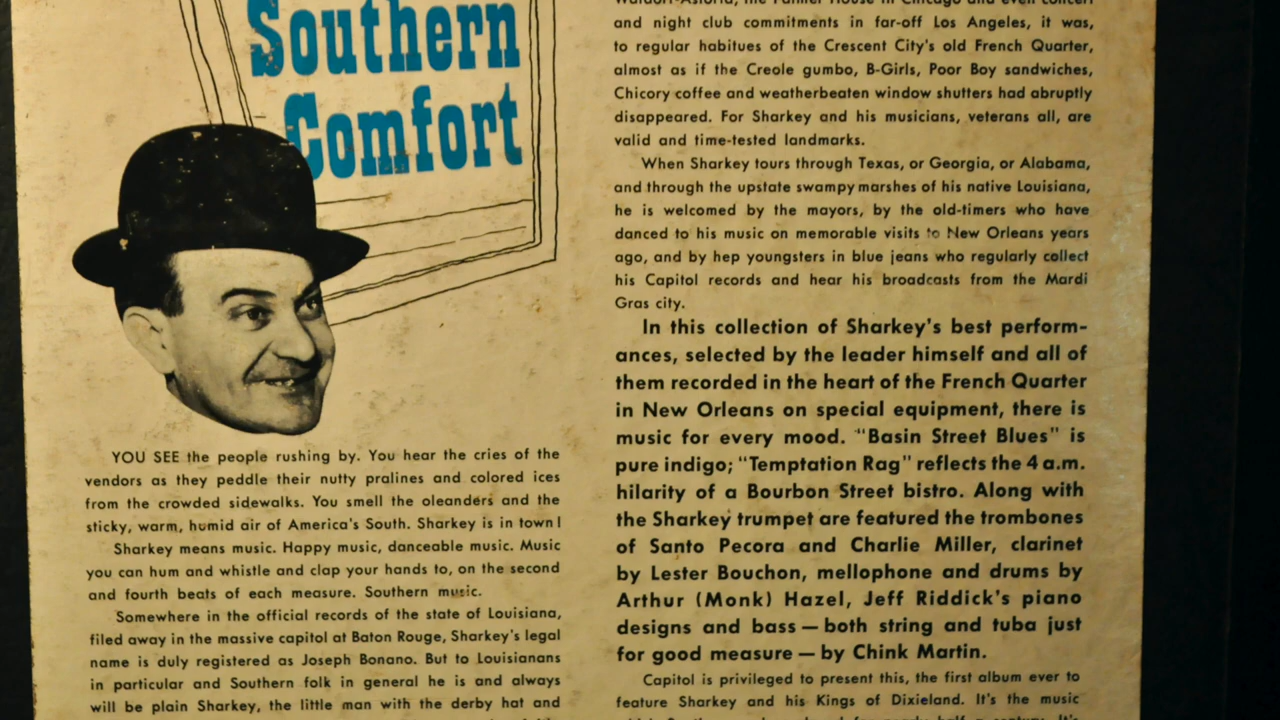 Southern
Comfort
YOU SEE the people rushing by. You hear the cries of the
vendors as they peddle their nutty pralines and colored ices
from the crowded sidewalks. You smell the oleanders and the
sticky, warm, humid air of America's South. Sharkey is in town!
Sharkey means music. Happy music, danceable music. Music
you can hum and whistle and clap your hands to, on the second
and fourth beats of each measure. Southern music.
Somewhere in the official records of the state of Louisiana,
filed away in the massive capitol at Baton Rouge, Sharkey's legal
name is duly registered as Joseph Bonano. But to Louisianans
in particular and Southern folk in general he is and always
will be plain Sharkey, the little man with the derby hat and
Waldorf-Astoria, the Palmer House in Chicago and even concert
and night club commitments in far-off Los Angeles, it was,
to regular habitues of the Crescent City's old French Quarter,
almost as if the Creole gumbo, B-Girls, Poor Boy sandwiches,
Chicory coffee and weatherbeaten window shutters had abruptly
disappeared. For Sharkey and his musicians, veterans all, are
valid and time-tested landmarks.
When Sharkey tours through Texas, or Georgia, or Alabama,
and through the upstate swampy marshes of his native Louisiana,
he is welcomed by the mayors, by the old-timers who have
danced to his music on memorable visits to New Orleans years
ago, and by hep youngsters in blue jeans who regularly collect
his Capitol records and hear his broadcasts from the Mardi
Gras city.
In this collection of Sharkey's best perform-
ances, selected by the leader himself and all of
them recorded in the heart of the French Quarter
in New Orleans on special equipment, there is
music for every mood. "Basin Street Blues" is
pure indigo; "Temptation Rag" reflects the 4 a.m.
hilarity of a Bourbon Street bistro. Along with
the Sharkey trumpet are featured the trombones
of Santo Pecora and Charlie Miller, clarinet
by Lester Bouchon, mellophone and drums by
Arthur (Monk) Hazel, Jeff Riddick's piano
designs and bass — both string and tuba just
for good measure — by Chink Martin.
Capitol is privileged to present this, the first album ever to
feature Sharkey and his Kings of Dixieland. It's the music